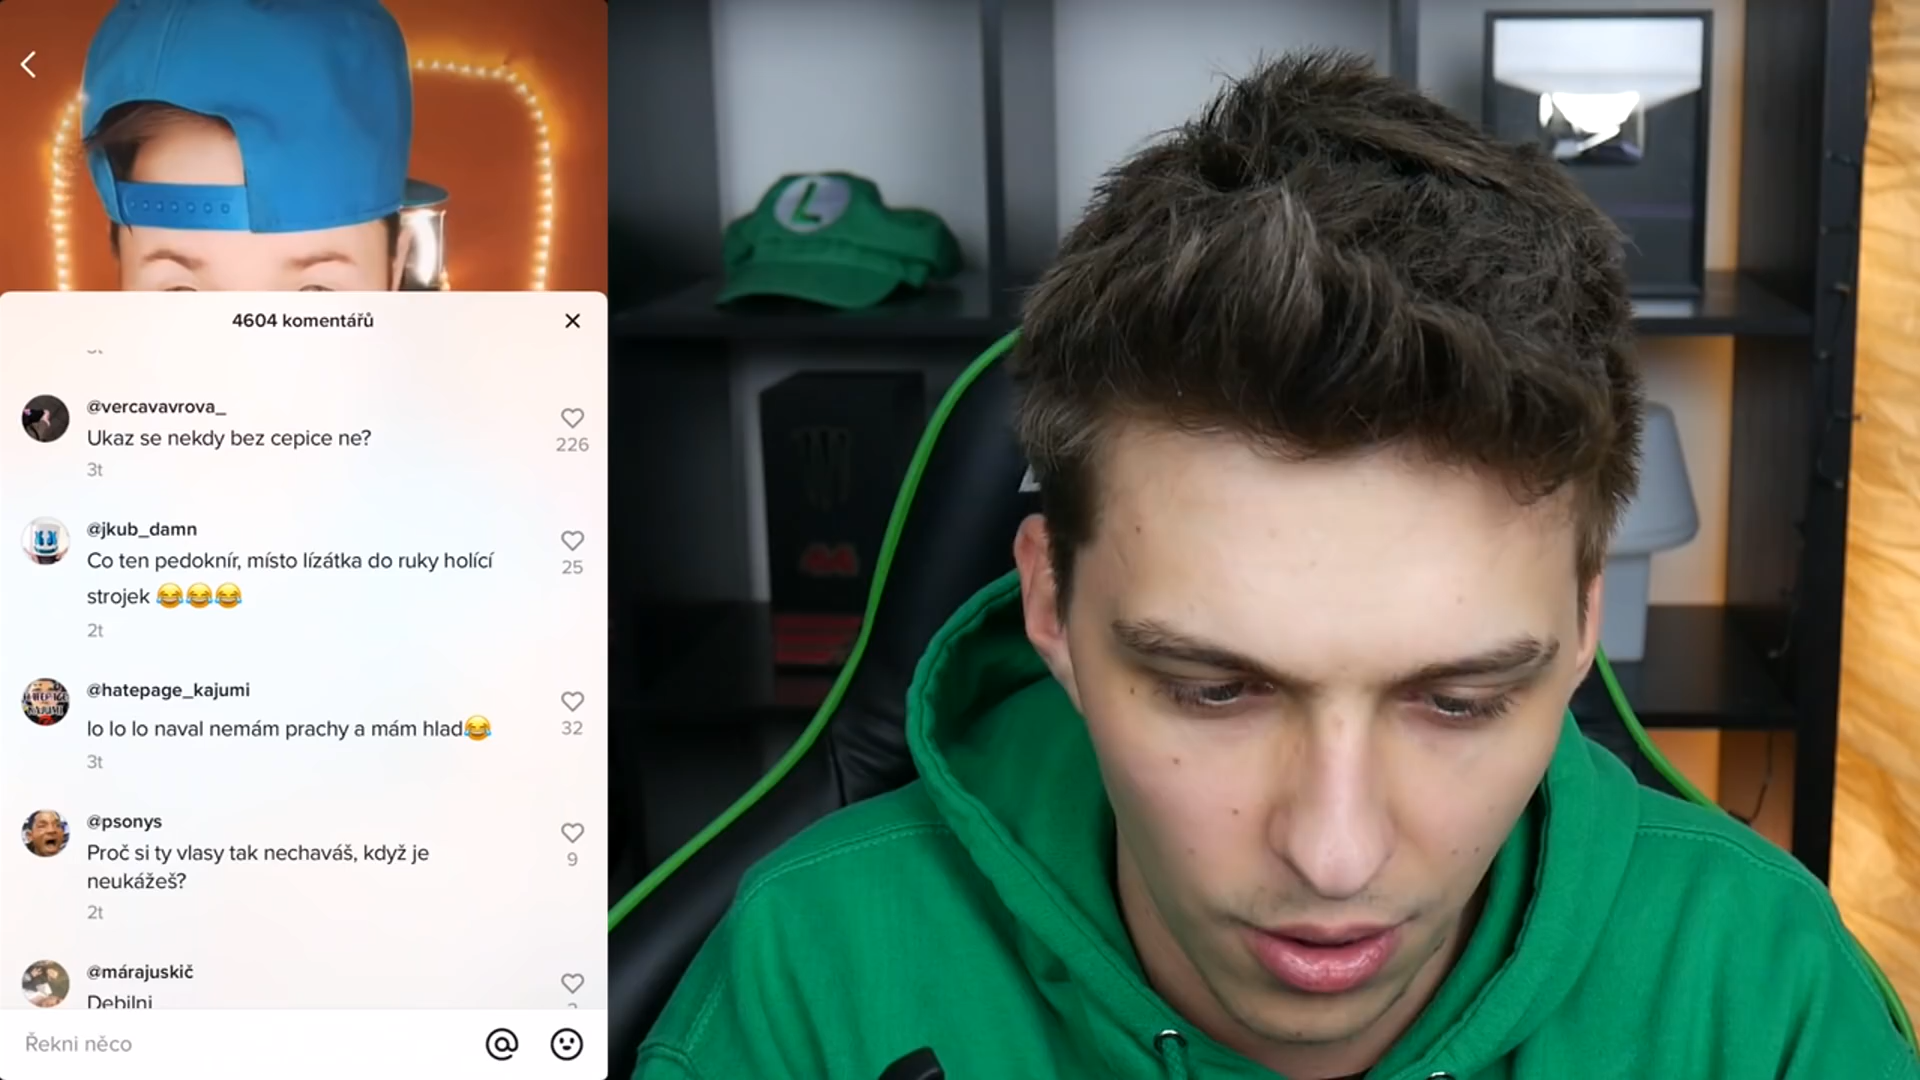 4604 komentářů
@vercavavrova_
Ukaz se nekdy bez cepice ne?
226
3t
@jkub_damn
Co ten pedoknír, místo lízátka do ruky holící
25
strojek 😂😂😂
2t
@hatepage_kajumi
lo lo lo naval nemám prachy a mám hlad😂
32
3t
@psonys
Proč si ty vlasy tak nechaváš, když je
9
neukážeš?
2t
@márajuskič
Debilni
Řekni něco
L